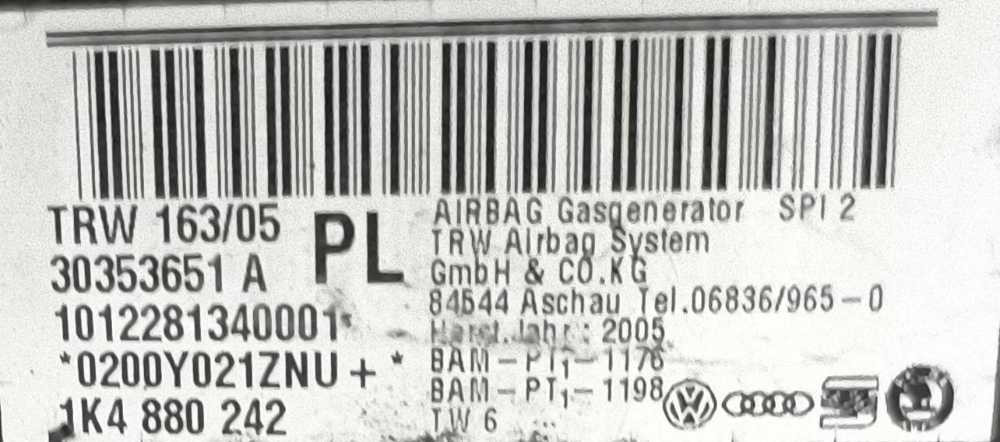 TRW 163/05
30353651 A
1012281340001*
*0200Y021ZNU + *
1K4 880 242
PL
AIRBAG Gasgenerator SPI 2
TRW Airbag System
GmbH & CO.KG
84544 Aschau Tel.06836/965-0
Herst.Jahr: 2005
BAM-PT₁-1176
BAM-PT₁-1198
TW 6